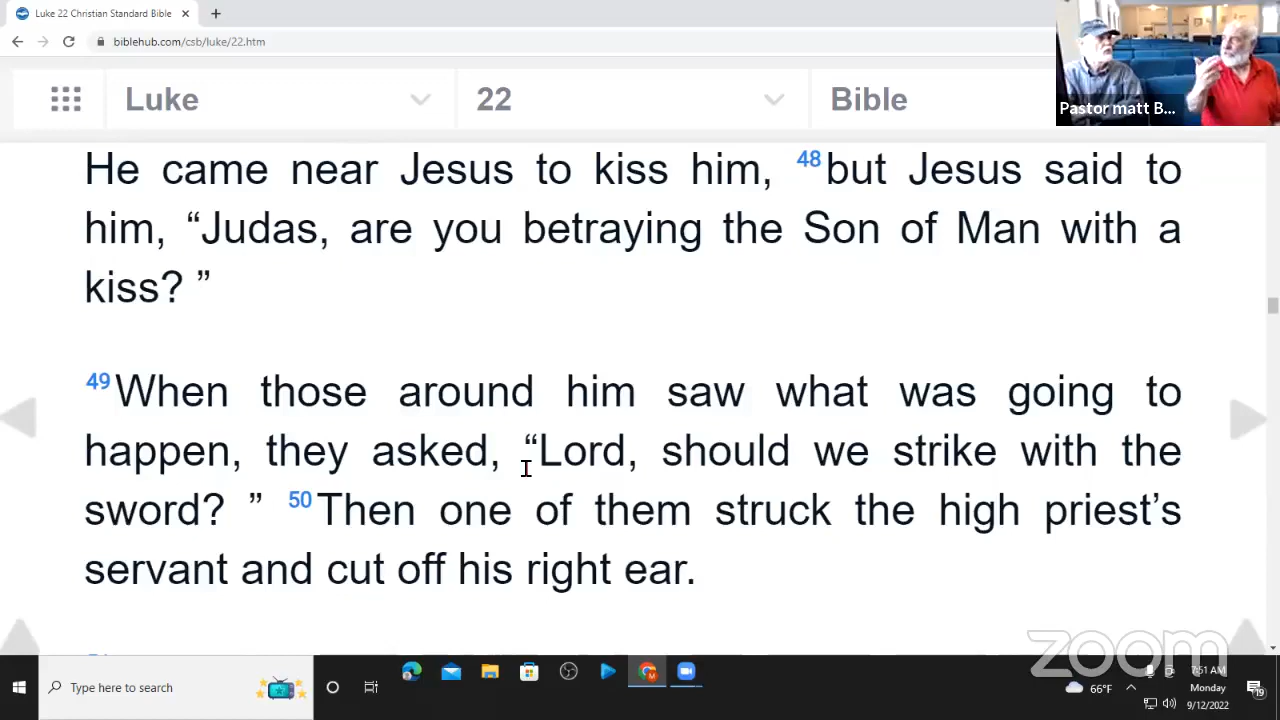 Luke 22 Christian Standard Bible
biblehub.com/csb/luke/22.htm
Luke 22 Bible
Pastor matt B...
He came near Jesus to kiss him, 48 but Jesus said to
him, “Judas, are you betraying the Son of Man with a
kiss? ”
49 When those around him saw what was going to
happen, they asked, “Lord, should we strike with the
sword? ” 50 Then one of them struck the high priest’s
servant and cut off his right ear.
zoom
Type here to search
66°F
7:51 AM
Monday
9/12/2022
19